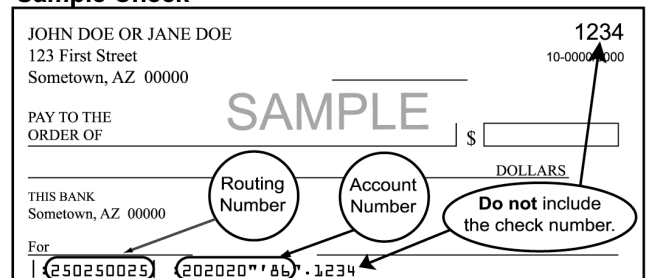 Sample Check
JOHN DOE OR JANE DOE
1234
123 First Street
10-0000/0000
Sometown, AZ 00000
SAMPLE
PAY TO THE
ORDER OF
$
DOLLARS
Routing
Number
Account
Number
Do not include
the check number.
THIS BANK
Sometown, AZ 00000
For
250250025
202020"'86".1234